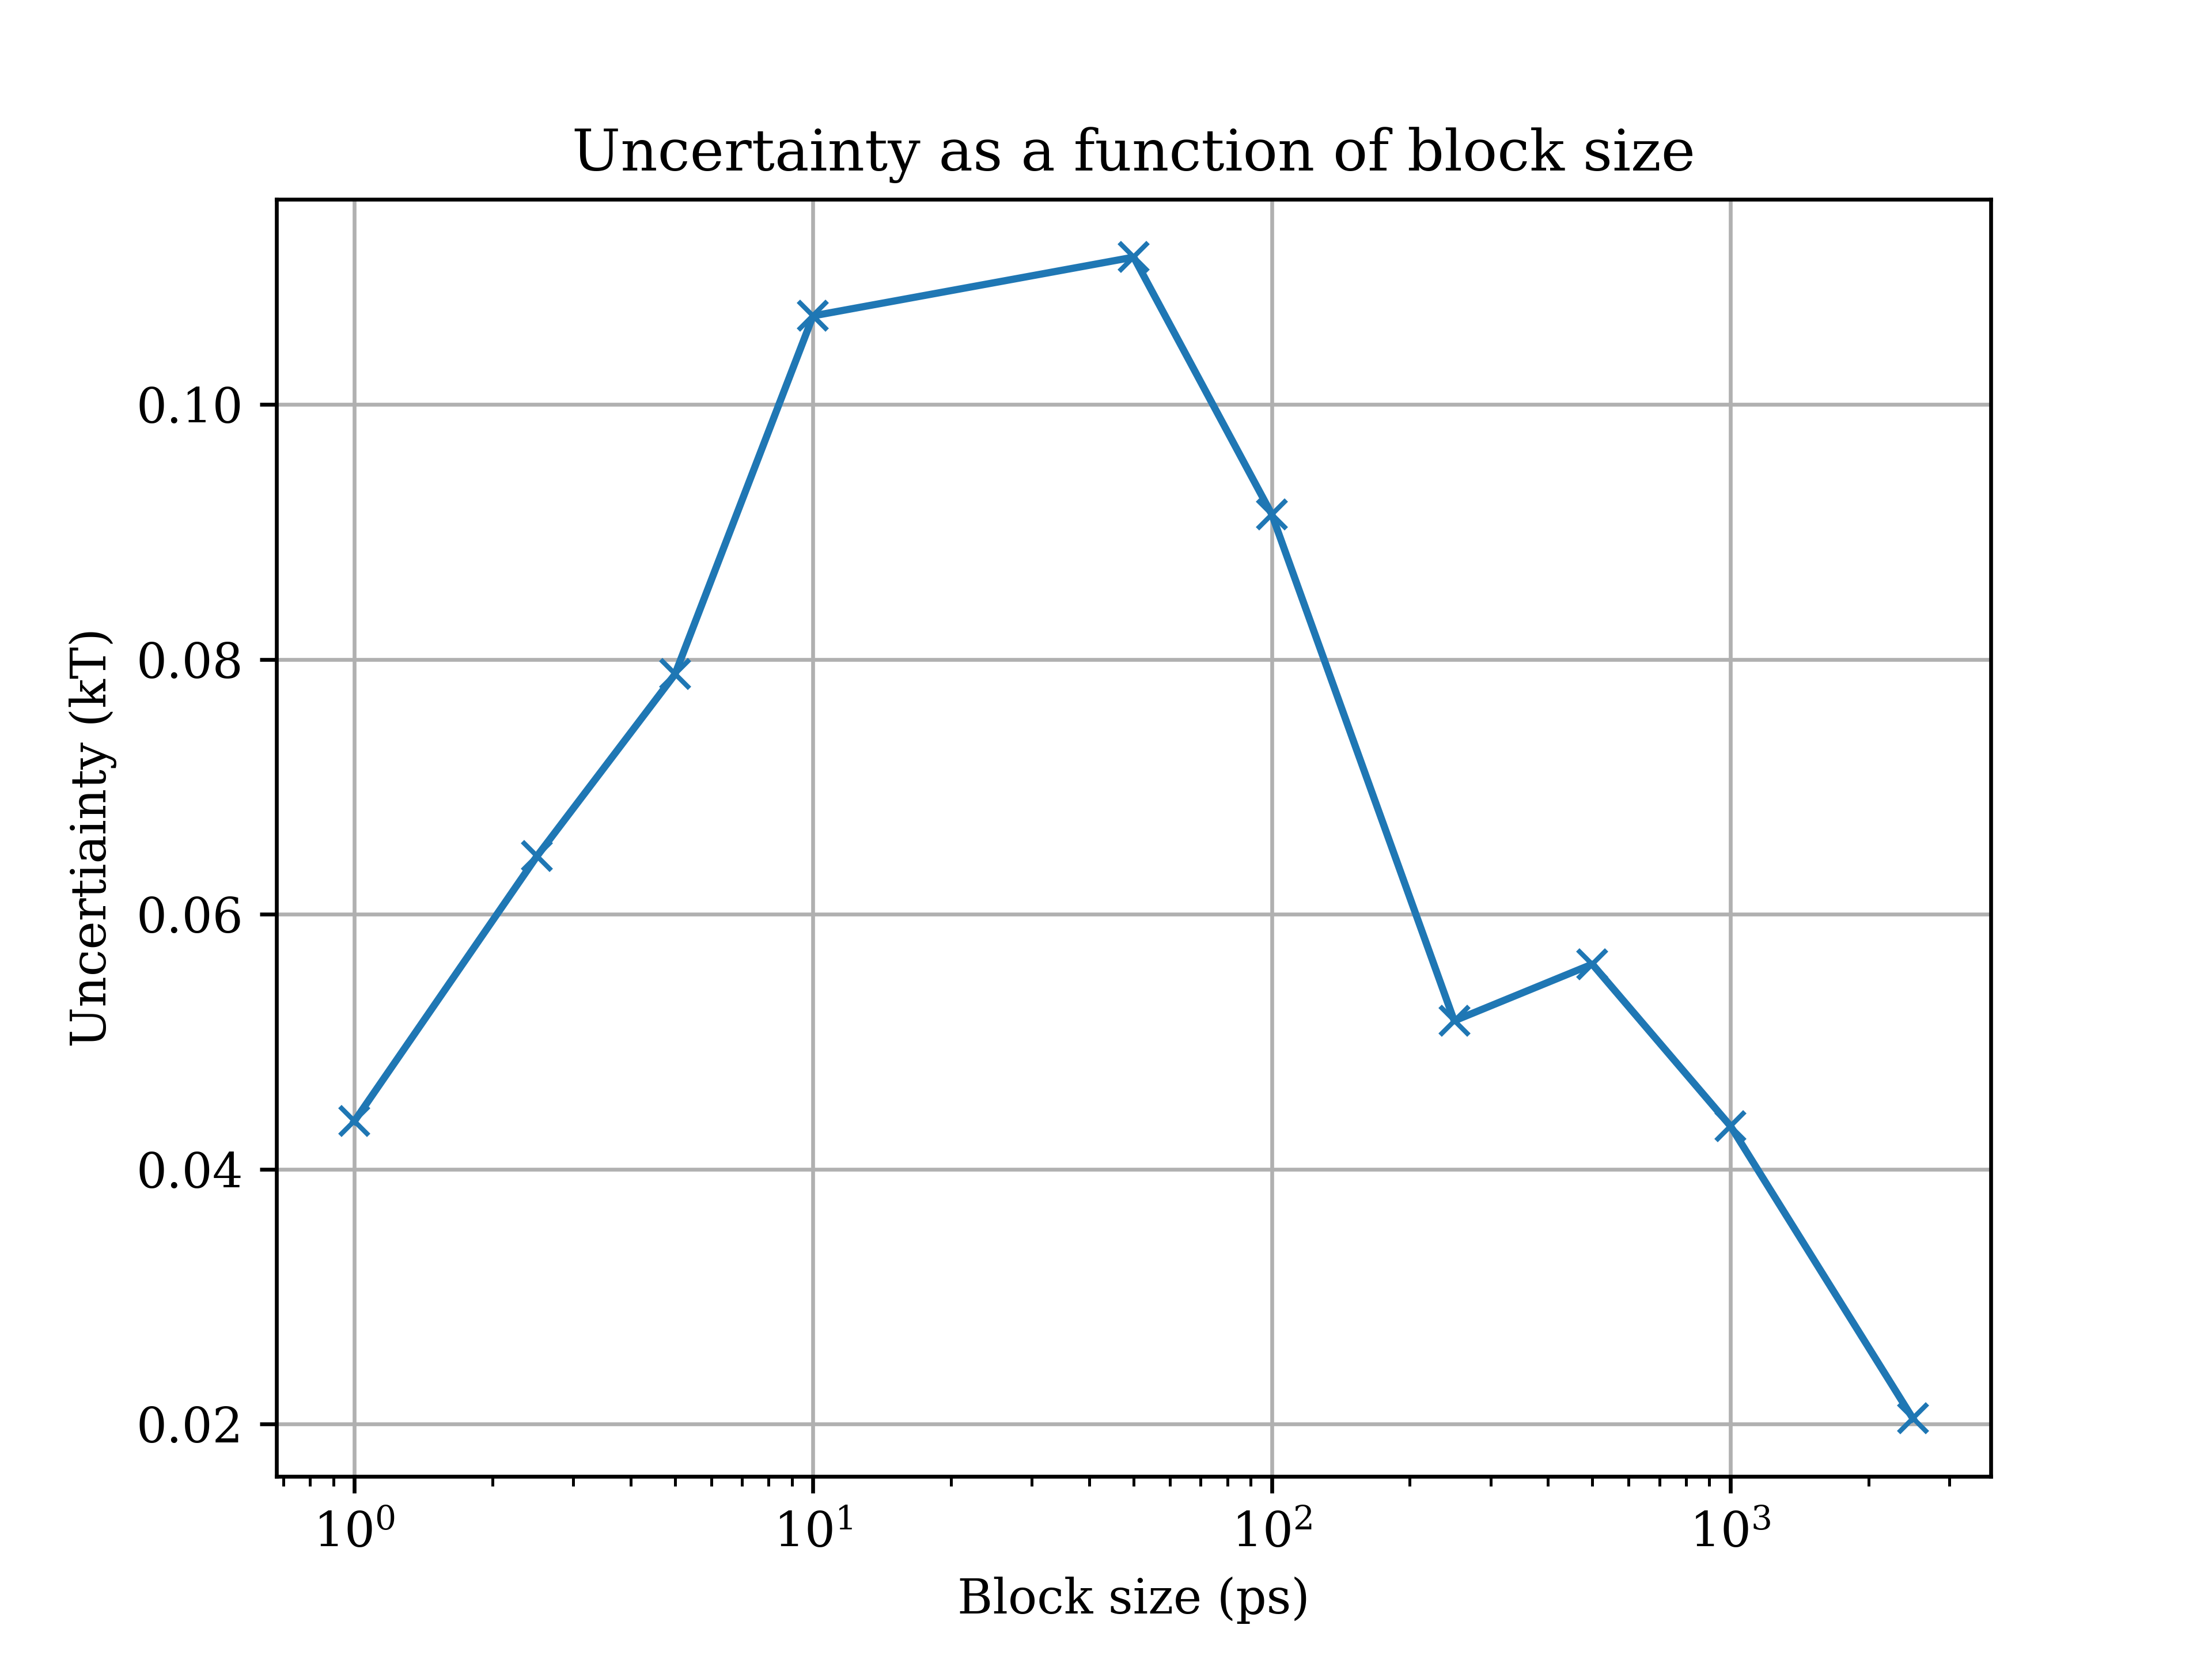 Uncertainty as a function of block size
Uncertiainty (kT)
0.10
0.08
0.06
0.04
0.02
10⁰ 10¹ 10² 10³
Block size (ps)